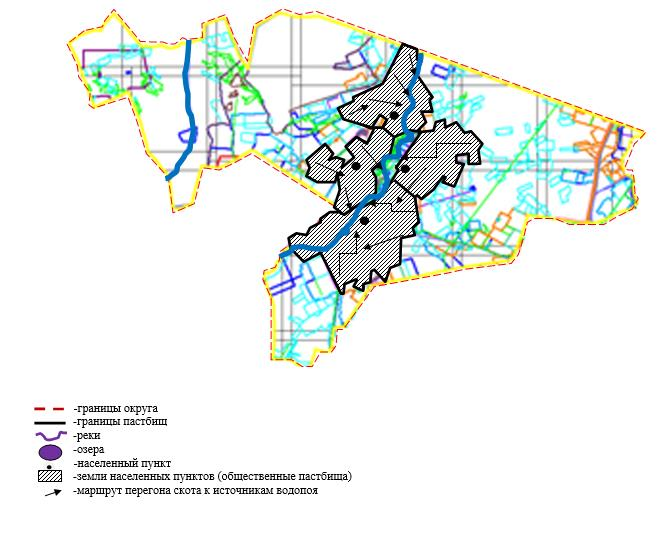 -границы округа
-границы пастбищ
-реки
-озера
-населенный пункт
-земли населенных пунктов (общественные пастбища)
-маршрут перегона скота к источникам водопоя